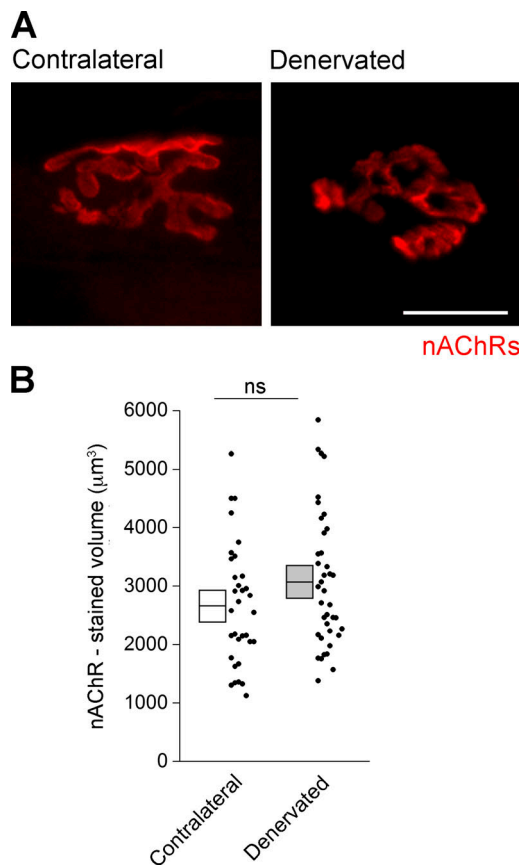 A
Contralateral Denervated
nAChRs
B
ns
nAChR - stained volume (µm³)
6000
5000
4000
3000
2000
1000
0
Contralateral
Denervated